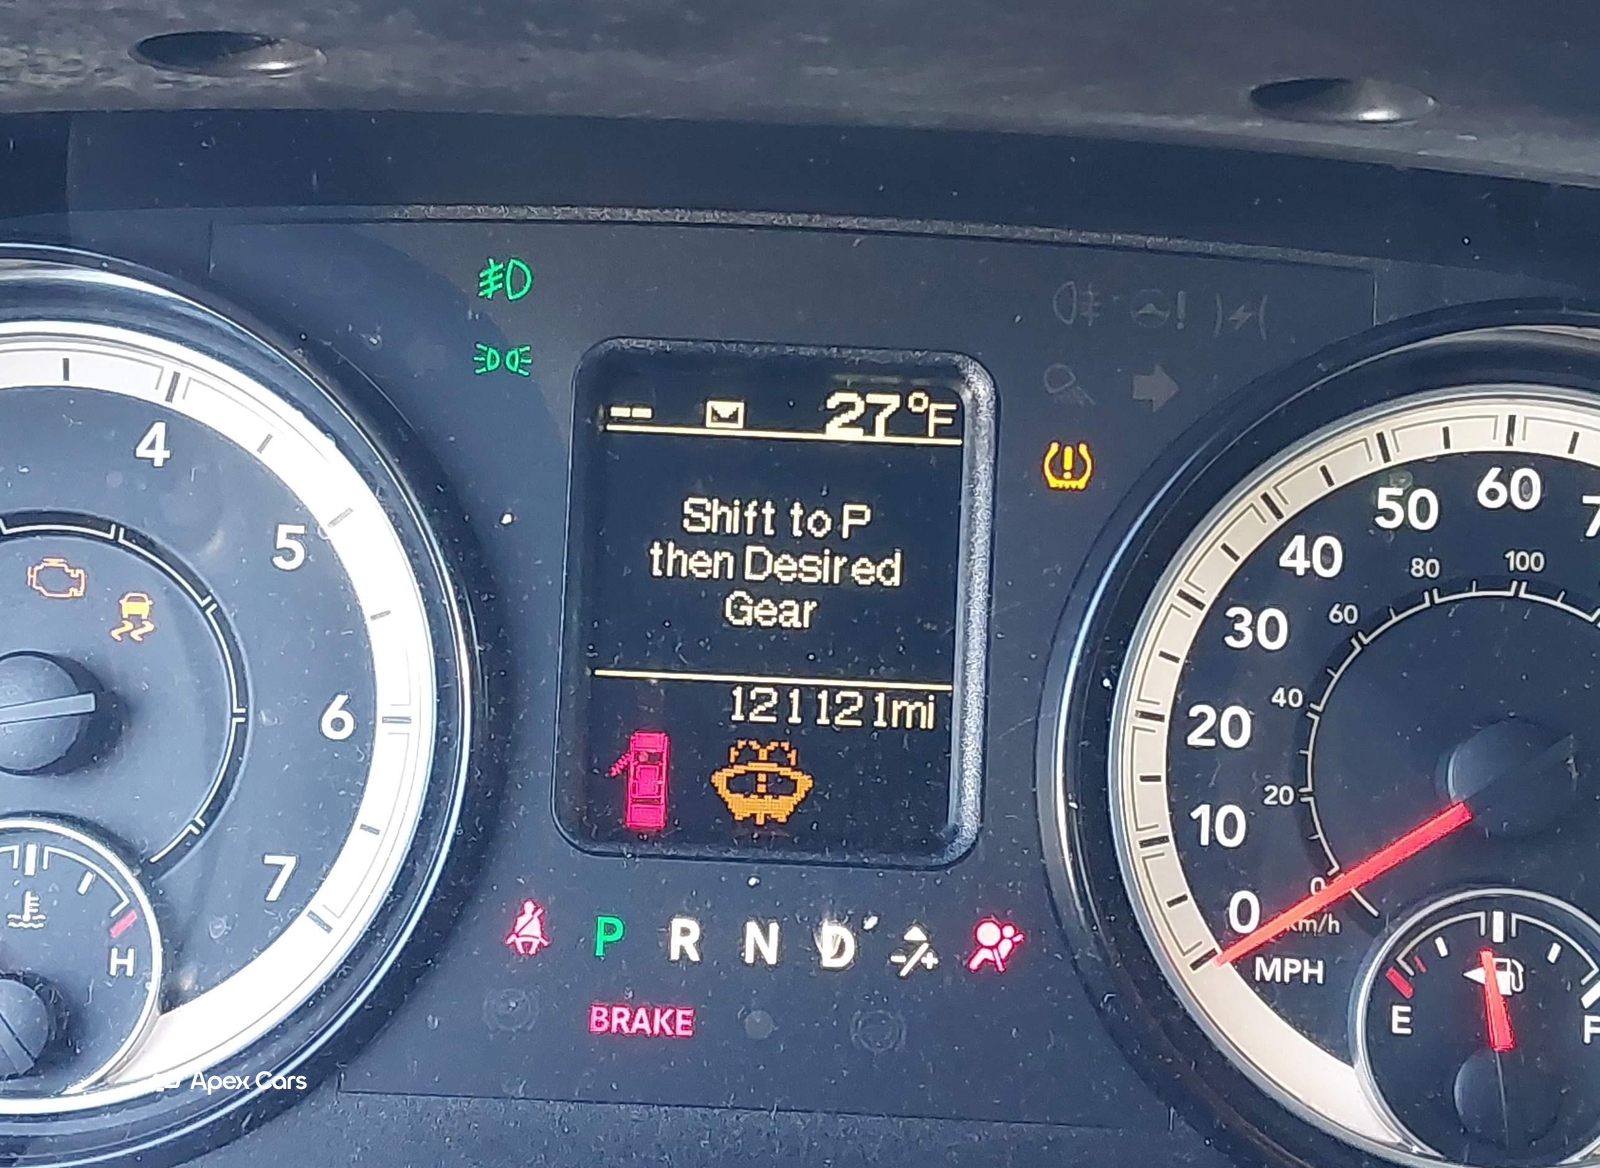 -- 27°F
Shift to P
then Desired
Gear
121121mi
4
5
6
7
H
P R N D -/+
BRAKE
0
10
20
30
40
50
60
7
0
20
40
60
80
100
km/h
MPH
E
F
Apex Cars